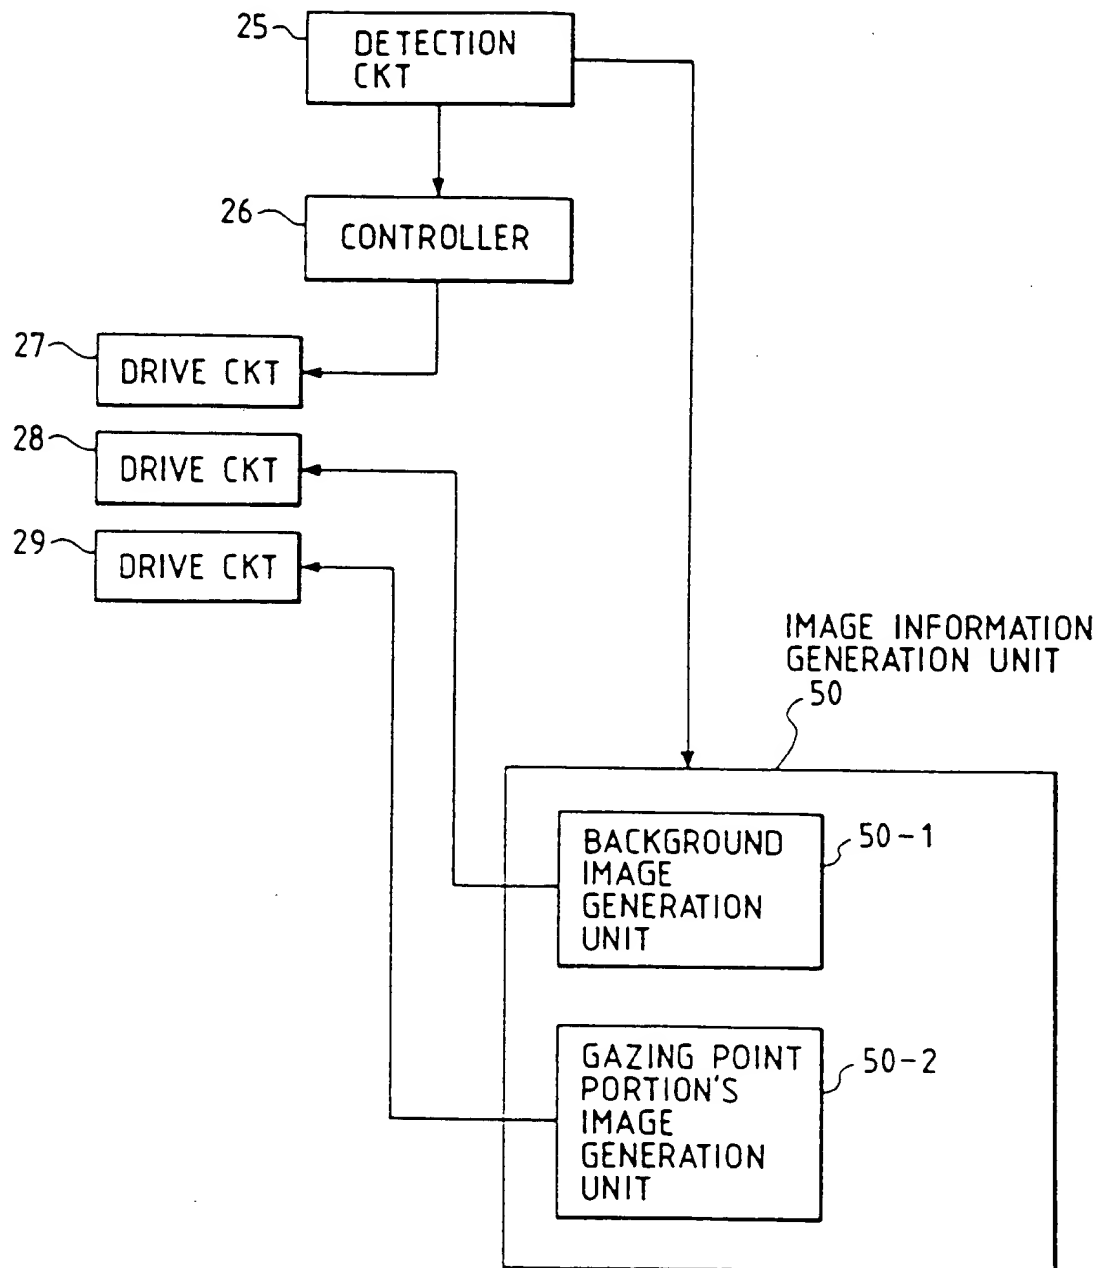 25
DETECTION
CKT
26
CONTROLLER
27
DRIVE CKT
28
DRIVE CKT
29
DRIVE CKT
IMAGE INFORMATION
GENERATION UNIT
50
BACKGROUND
IMAGE
GENERATION
UNIT
50-1
GAZING POINT
PORTION'S
IMAGE
GENERATION
UNIT
50-2